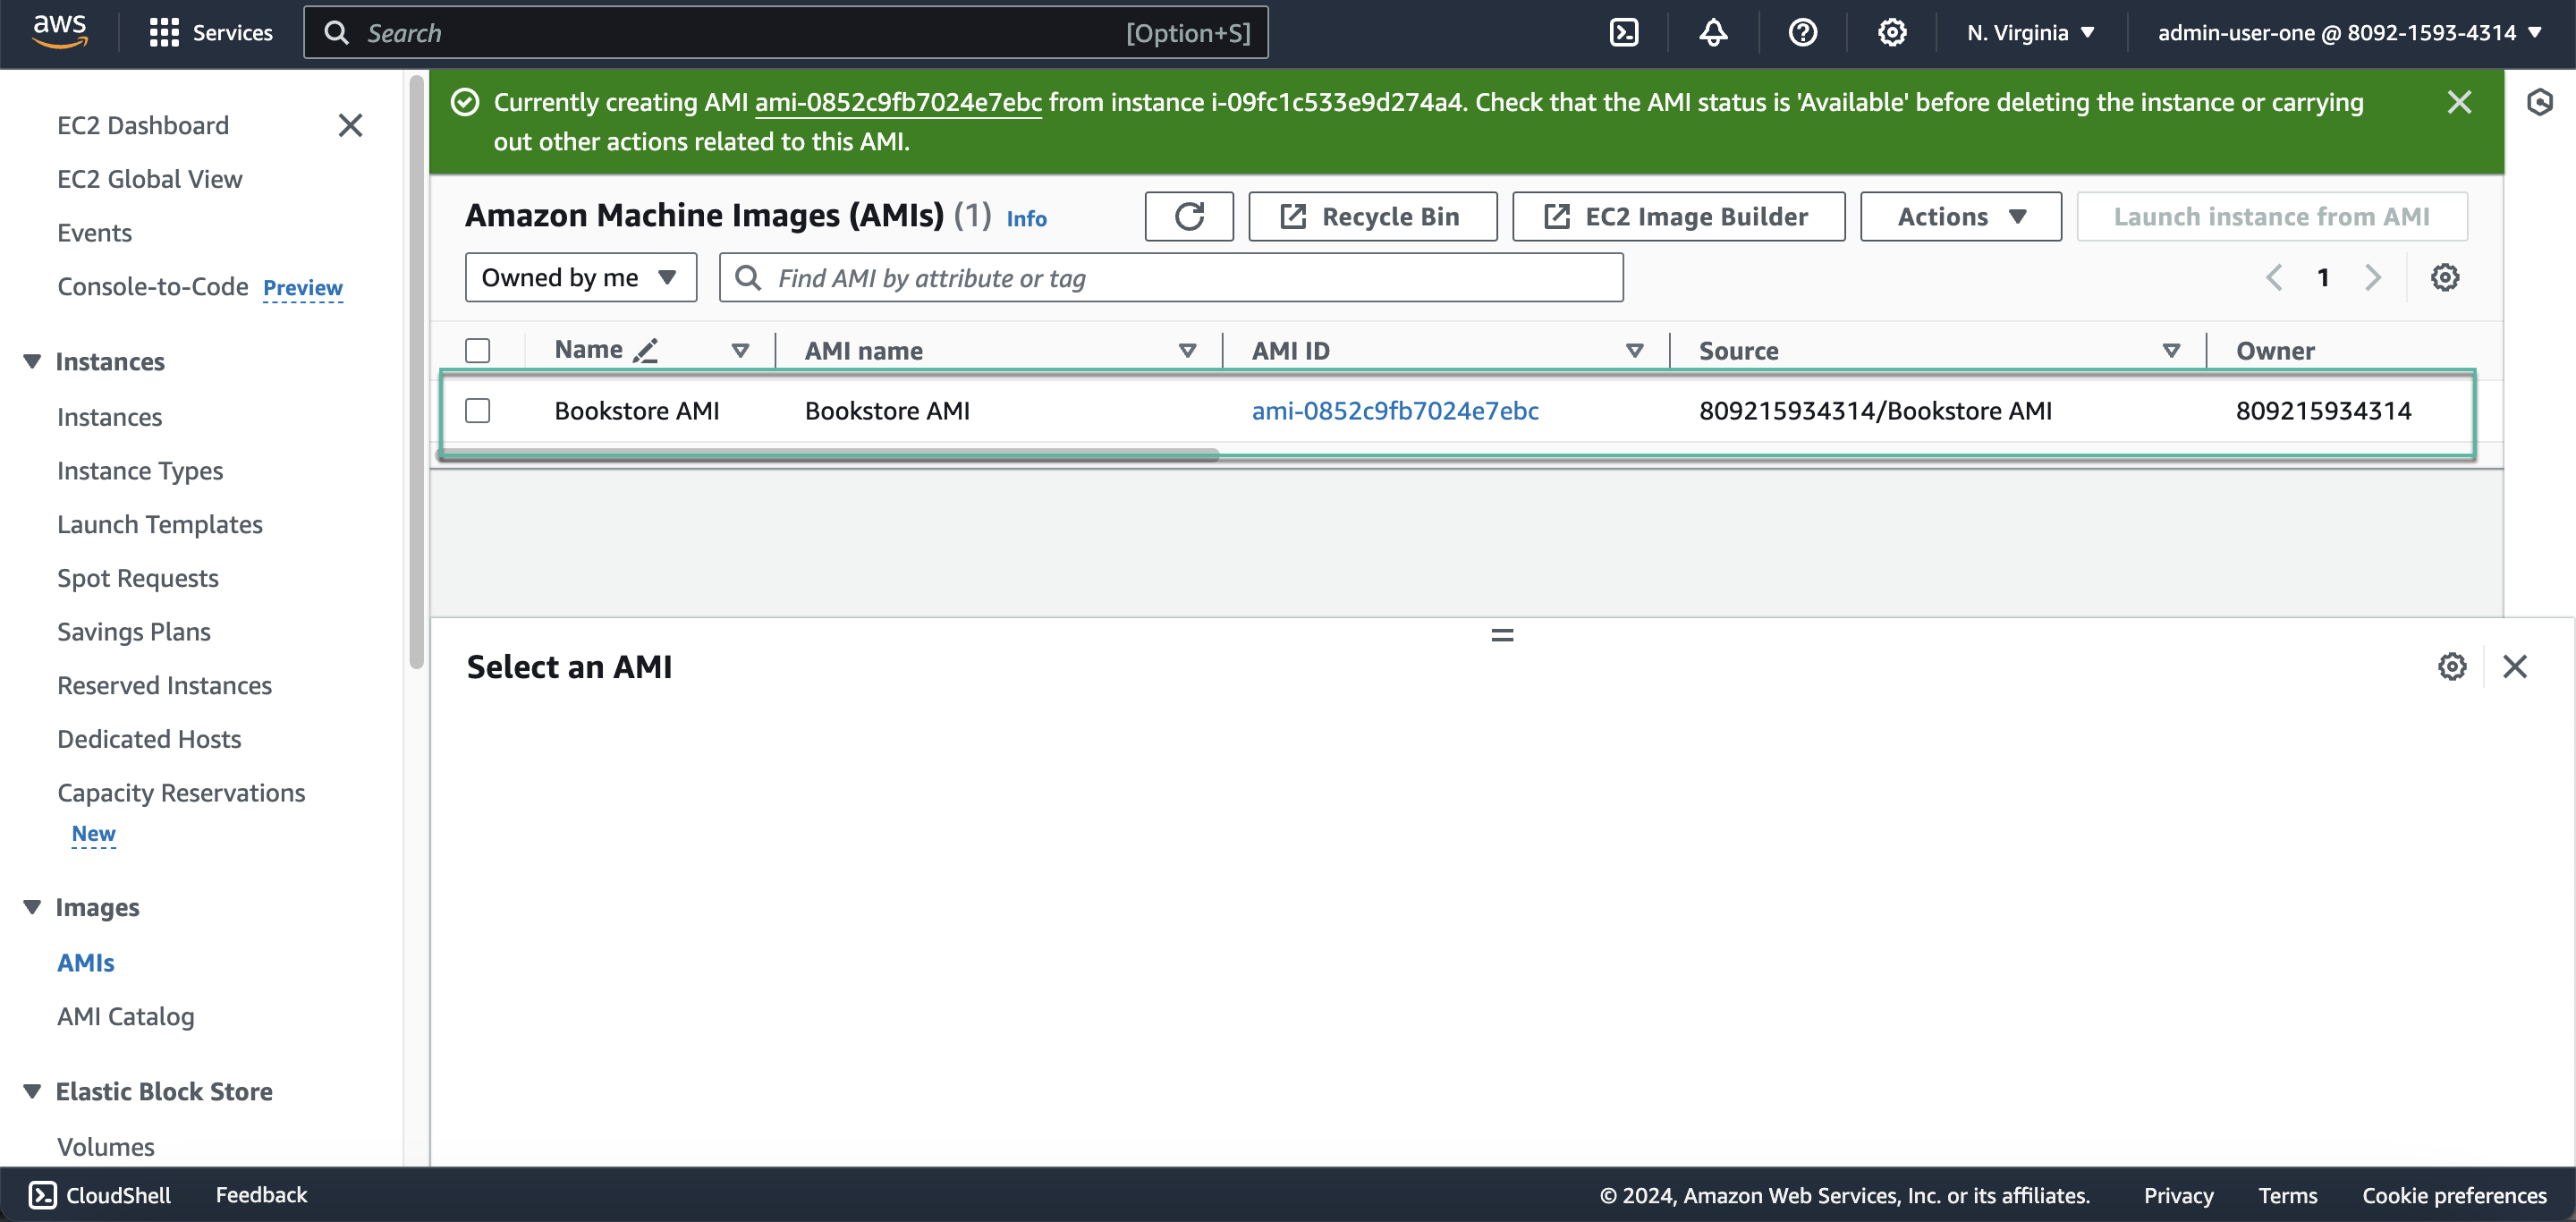 aws
Services
Search
[Option+S]
N. Virginia
admin-user-one @ 8092-1593-4314
EC2 Dashboard
EC2 Global View
Events
Console-to-Code Preview
Instances
Instances
Instance Types
Launch Templates
Spot Requests
Savings Plans
Reserved Instances
Dedicated Hosts
Capacity Reservations
New
Images
AMIs
AMI Catalog
Elastic Block Store
Volumes
Currently creating AMI ami-0852c9fb7024e7ebc from instance i-09fc1c533e9d274a4. Check that the AMI status is 'Available' before deleting the instance or carrying
out other actions related to this AMI.
Amazon Machine Images (AMIs) (1) Info
Recycle Bin
EC2 Image Builder
Actions
Launch instance from AMI
Owned by me
Find AMI by attribute or tag
1
Name
AMI name
AMI ID
Source
Owner
Bookstore AMI
Bookstore AMI
ami-0852c9fb7024e7ebc
809215934314/Bookstore AMI
809215934314
Select an AMI
CloudShell
Feedback
© 2024, Amazon Web Services, Inc. or its affiliates.
Privacy
Terms
Cookie preferences